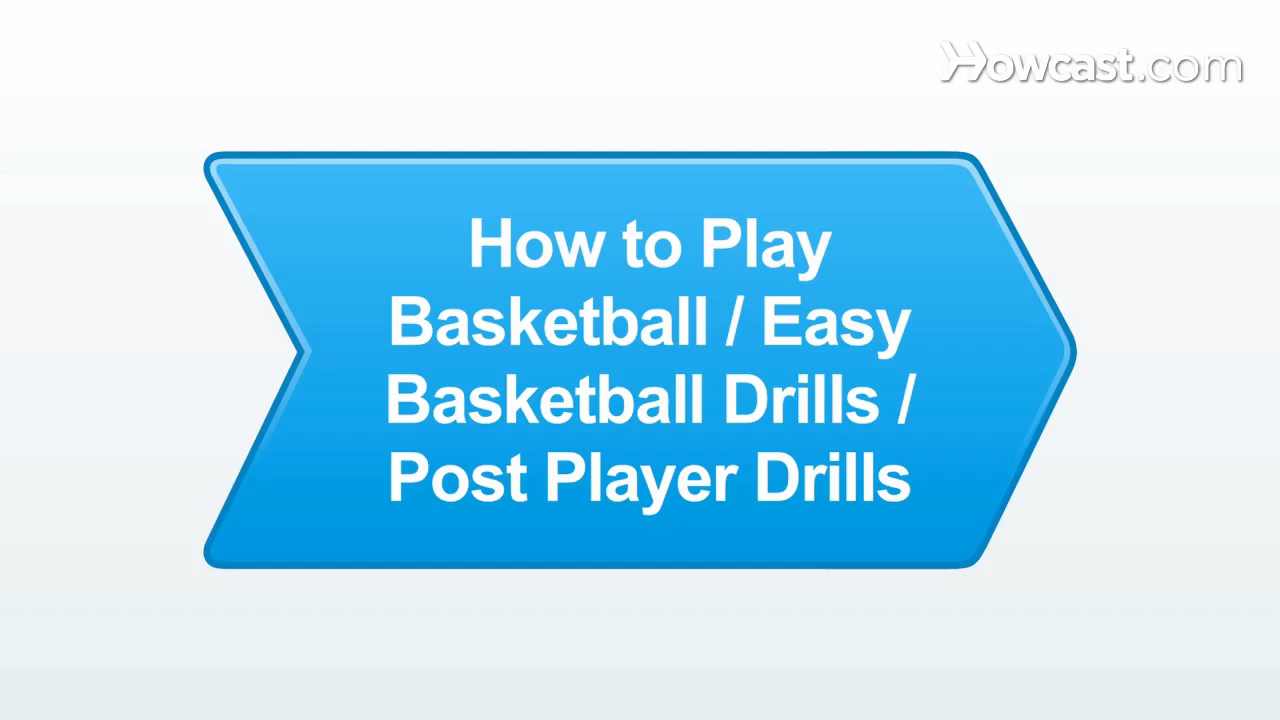 Howcast.com
How to Play
Basketball / Easy
Basketball Drills /
Post Player Drills